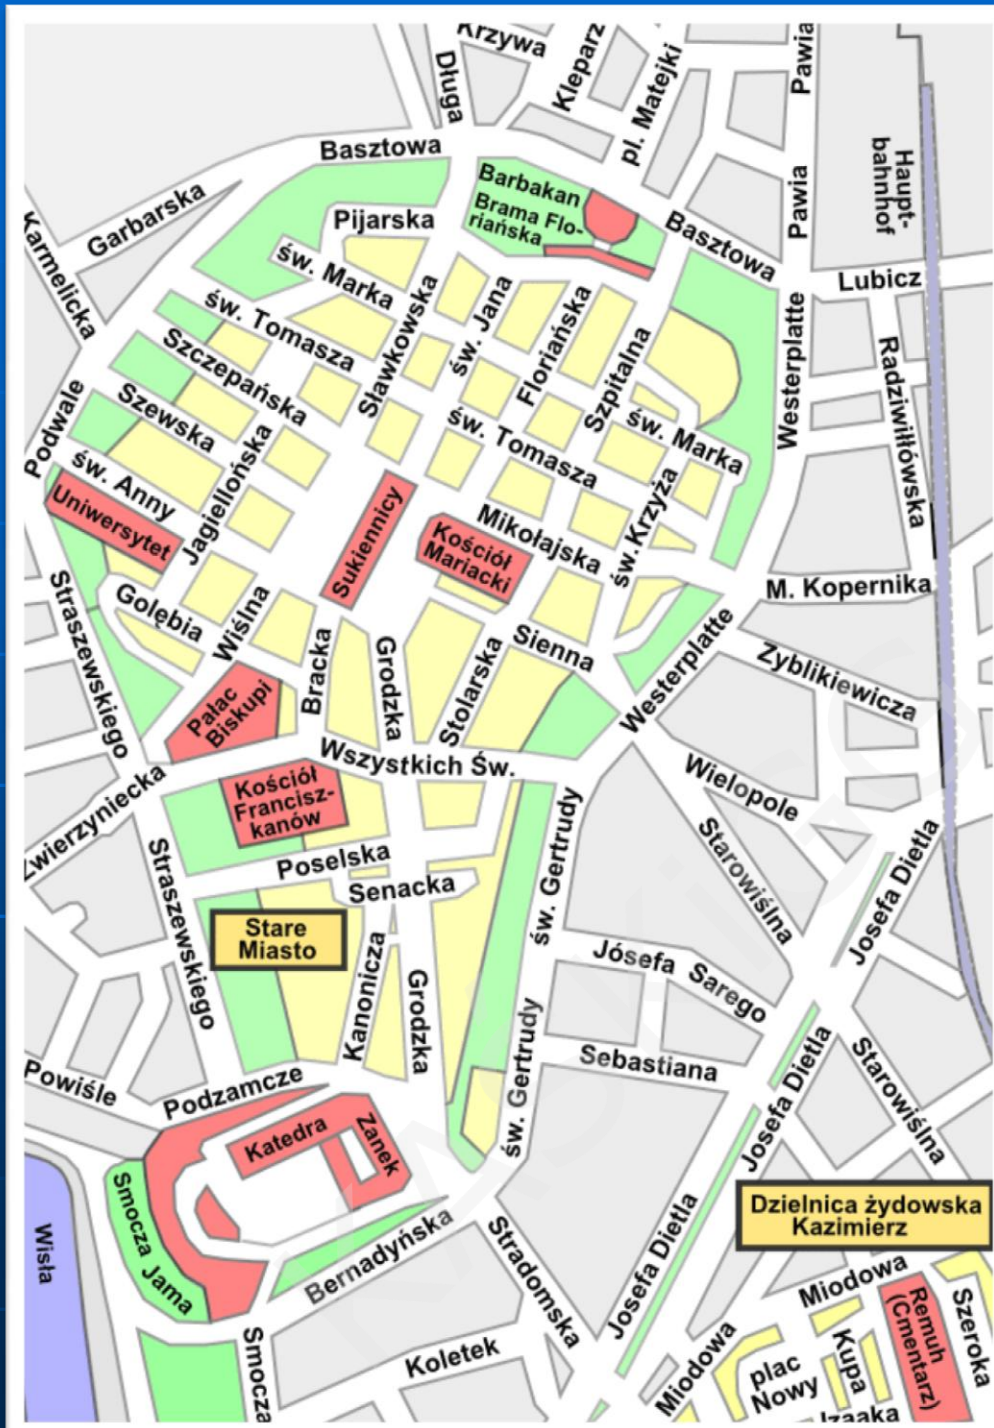 Krzywa
Długa
Kleparz
pl. Matejki
Pawia
Basztowa
Barbakan
Brama Flo-
riańska
Pawia
Haupt-
bahnhof
Garbarska
Karmelicka
Pijarska
Basztowa
Lubicz
św. Marka
św. Tomasza
Szczepańska
Sławkowska
św. Jana
Floriańska
Szpitalna
Westerplatte
Radziwiłłówska
Podwale
Szewska
św. Anny
Jagiellońska
św. Tomasza
św. Marka
Uniwersytet
Sukiennicy
Kościół
Mariacki
Mikołajska
św. Krzyża
Straszewskiego
Golębia
Wiślna
Bracka
Grodzka
Stolarska
Sienna
Westerplatte
M. Kopernika
Zyblikiewicza
Pałac
Biskupi
Wszystkich Św.
Wielopole
Zwierzyniecka
Kościół
Francisz-
kanów
Straszewskiego
Poselska
Senacka
św. Gertrudy
Starowiślna
Josefa Dietla
Stare
Miasto
Kanonicza
Grodzka
Jósefa Sarego
św. Gertrudy
Sebastiana
Josefa Dietla
Starowiślna
Powiśle
Podzamcze
Katedra
Zanek
Smocza Jama
Wisła
Bernadyńska
Stradomska
Josefa Dietla
Dzielnica żydowska
Kazimierz
Smocza
Koletek
Miodowa
Miodowa
plac
Nowy
Kupa
Remuh
(Cmentarz)
Szeroka
Izaaka